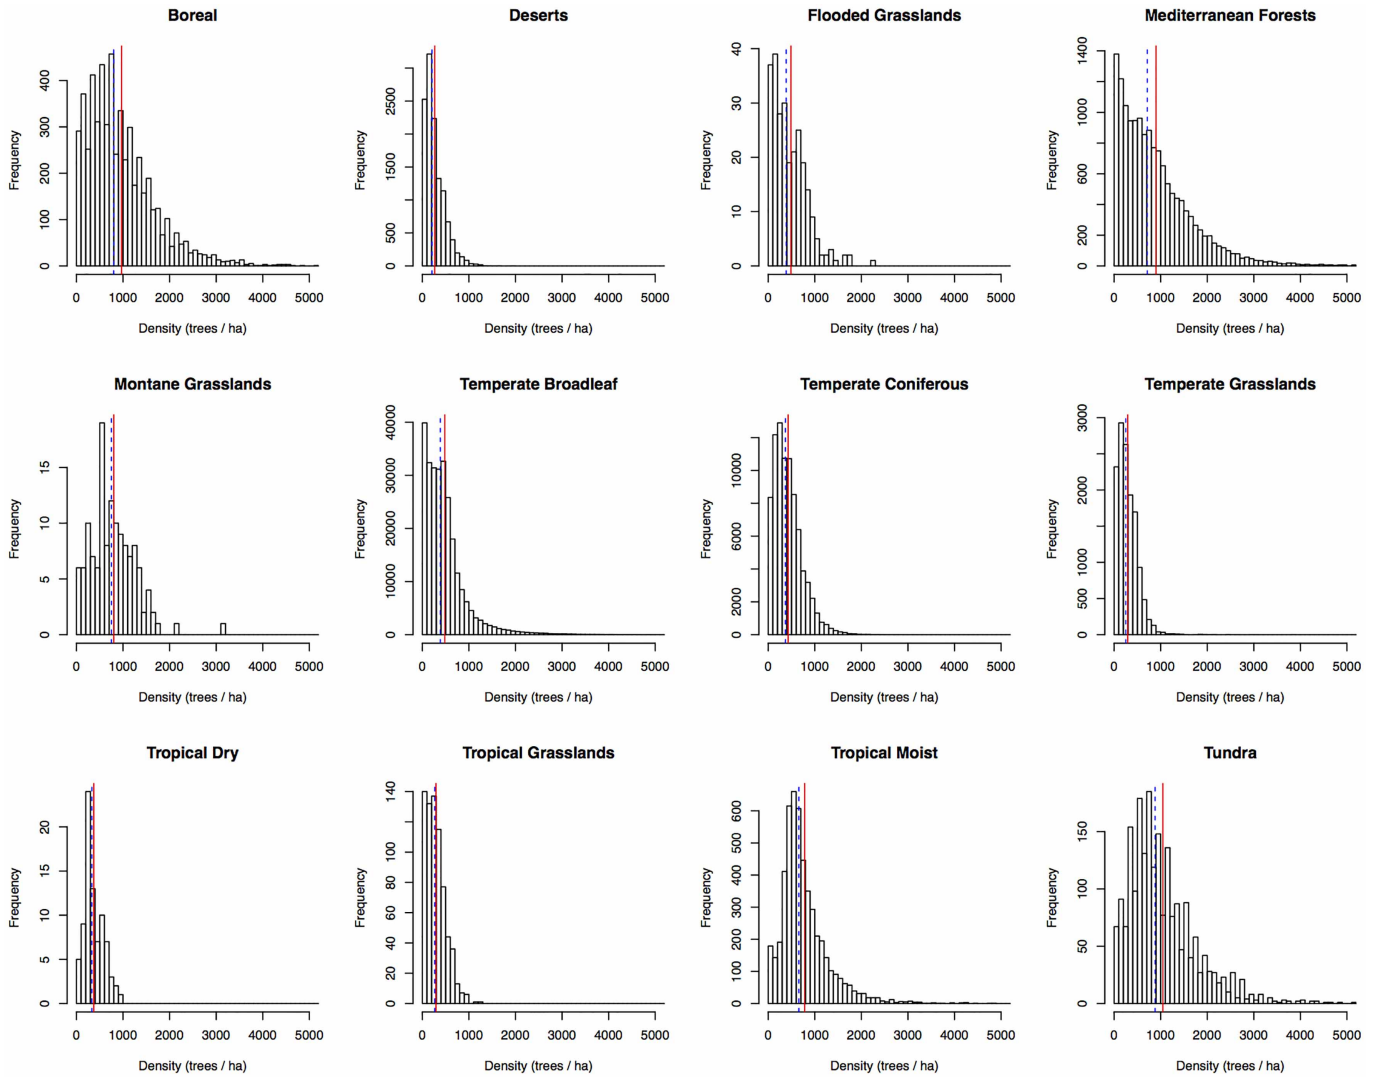 Boreal
Deserts
Flooded Grasslands
Mediterranean Forests
Frequency
0 100 200 300 400
0 1000 2000 3000 4000 5000
Density (trees / ha)
Frequency
0 500 1500 2500
0 1000 2000 3000 4000 5000
Density (trees / ha)
Frequency
0 10 20 30 40
0 1000 2000 3000 4000 5000
Density (trees / ha)
Frequency
0 200 600 1000 1400
0 1000 2000 3000 4000 5000
Density (trees / ha)
Montane Grasslands
Temperate Broadleaf
Temperate Coniferous
Temperate Grasslands
Frequency
0 5 10 15
0 1000 2000 3000 4000 5000
Density (trees / ha)
Frequency
0 10000 20000 30000 40000
0 1000 2000 3000 4000 5000
Density (trees / ha)
Frequency
0 2000 6000 10000
0 1000 2000 3000 4000 5000
Density (trees / ha)
Frequency
0 500 1000 2000 3000
0 1000 2000 3000 4000 5000
Density (trees / ha)
Tropical Dry
Tropical Grasslands
Tropical Moist
Tundra
Frequency
0 5 10 15 20
0 1000 2000 3000 4000 5000
Density (trees / ha)
Frequency
0 20 40 60 80 100 140
0 1000 2000 3000 4000 5000
Density (trees / ha)
Frequency
0 100 200 300 400 500 600
0 1000 2000 3000 4000 5000
Density (trees / ha)
Frequency
0 50 100 150
0 1000 2000 3000 4000 5000
Density (trees / ha)